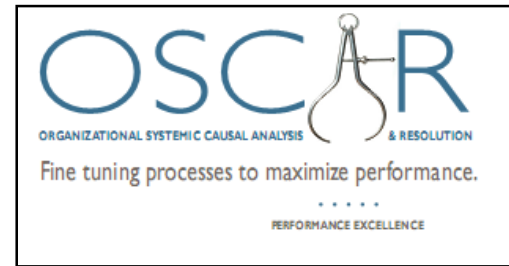 OSCAR
ORGANIZATIONAL SYSTEMIC CAUSAL ANALYSIS & RESOLUTION
Fine tuning processes to maximize performance.
PERFORMANCE EXCELLENCE